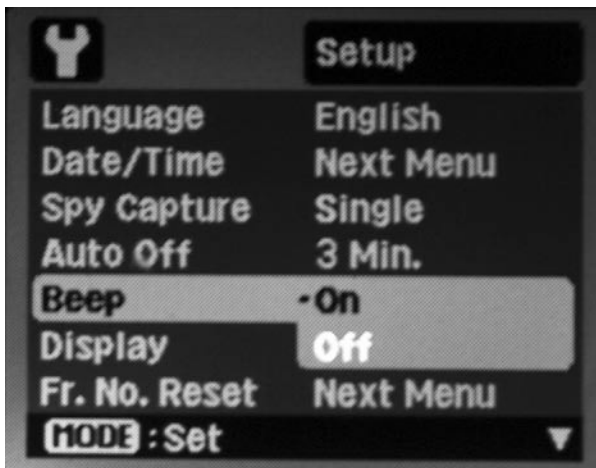 Setup
Language English
Date/Time Next Menu
Spy Capture Single
Auto Off 3 Min.
Beep ·On
Display Off
Fr. No. Reset Next Menu
MODE :Set